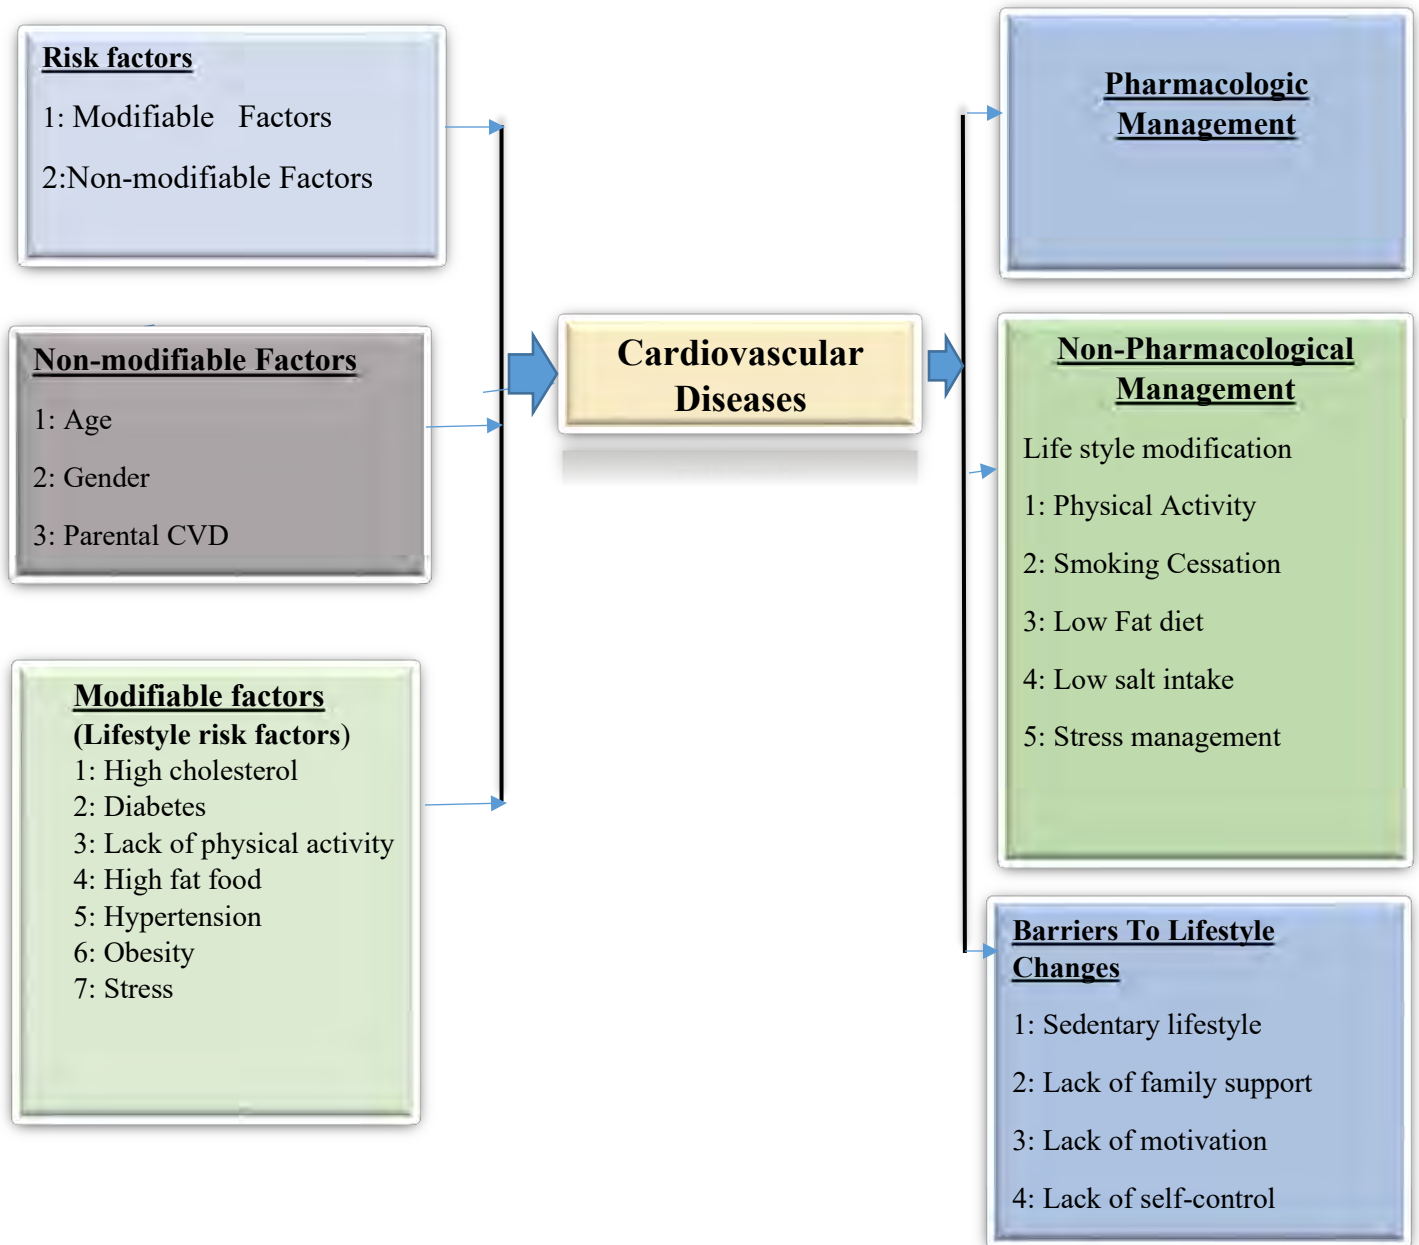 Risk factors
1: Modifiable Factors
2:Non-modifiable Factors
Non-modifiable Factors
1: Age
2: Gender
3: Parental CVD
Modifiable factors
(Lifestyle risk factors)
1: High cholesterol
2: Diabetes
3: Lack of physical activity
4: High fat food
5: Hypertension
6: Obesity
7: Stress
Cardiovascular
Diseases
Pharmacologic
Management
Non-Pharmacological
Management
Life style modification
1: Physical Activity
2: Smoking Cessation
3: Low Fat diet
4: Low salt intake
5: Stress management
Barriers To Lifestyle
Changes
1: Sedentary lifestyle
2: Lack of family support
3: Lack of motivation
4: Lack of self-control